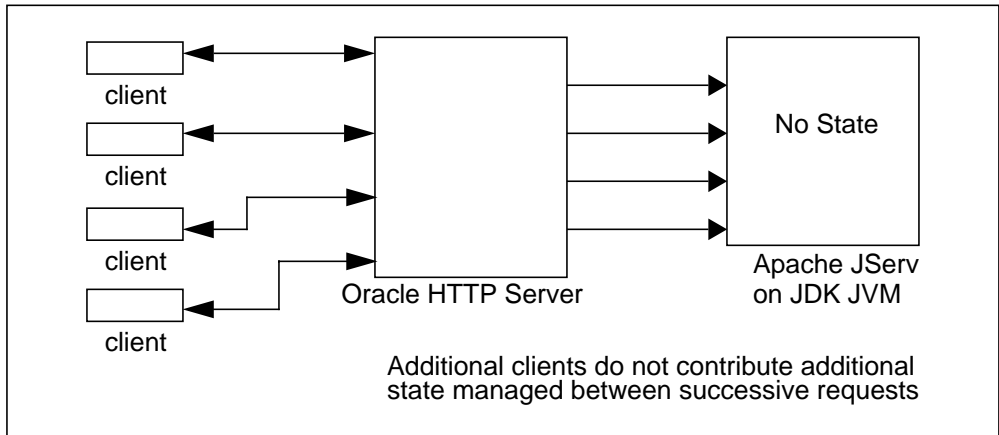 client
client
client
client
No State
Oracle HTTP Server
Apache JServ
on JDK JVM
Additional clients do not contribute additional
state managed between successive requests